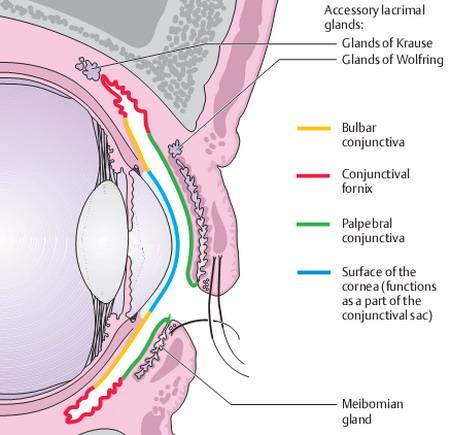 Accessory lacrimal
glands:
Glands of Krause
Glands of Wolfring
Bulbar
conjunctiva
Conjunctival
fornix
Palpebral
conjunctiva
Surface of the
cornea (functions
as a part of the
conjunctival sac)
Meibomian
gland